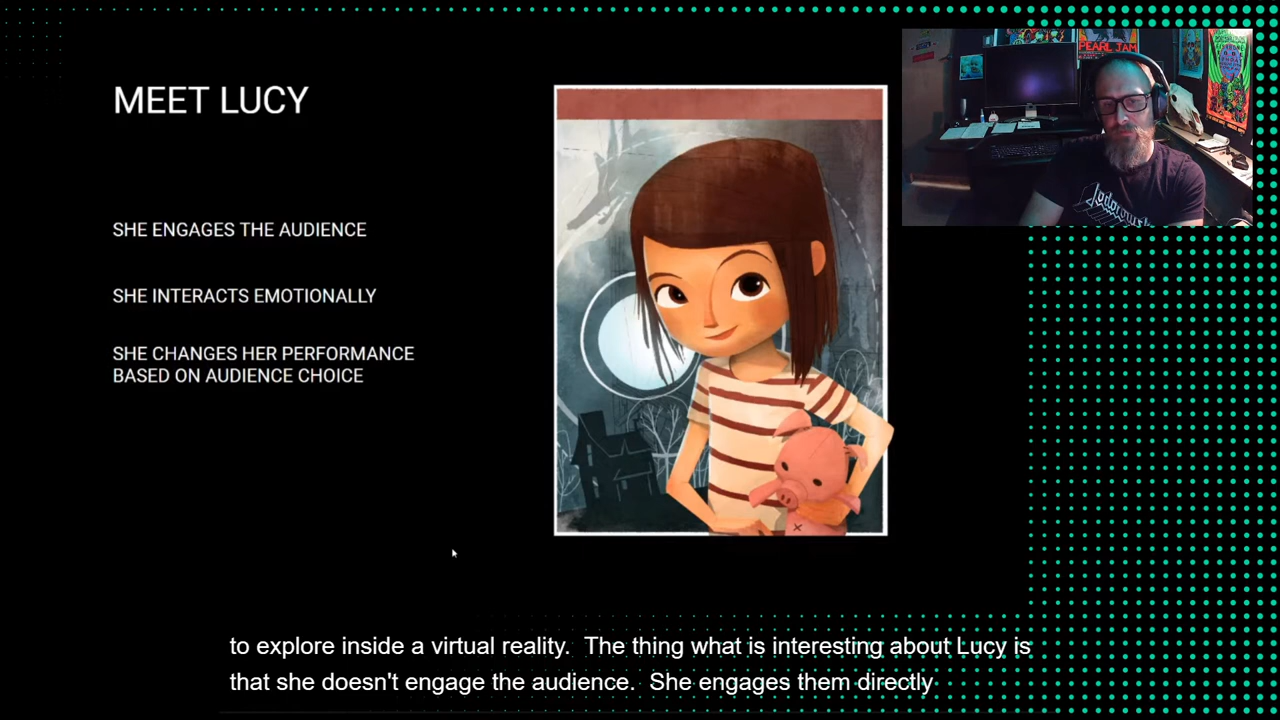 MEET LUCY
SHE ENGAGES THE AUDIENCE
SHE INTERACTS EMOTIONALLY
SHE CHANGES HER PERFORMANCE
BASED ON AUDIENCE CHOICE
PEARL JAM
to explore inside a virtual reality.  The thing what is interesting about Lucy is
that she doesn't engage the audience.  She engages them directly